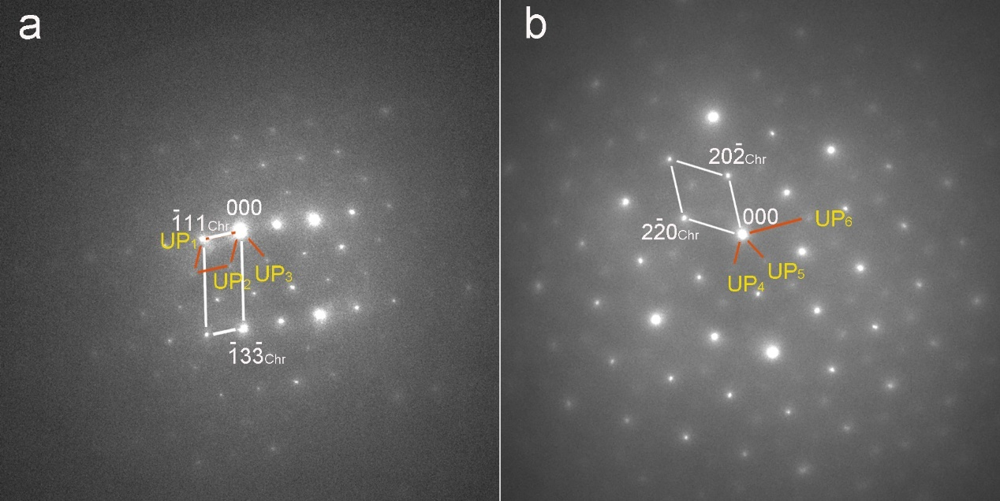 a
000
1̄11Chr
UP₁
UP₂
UP₃
1̄33̄Chr
b
202̄Chr
000
22̄0Chr
UP₆
UP₅
UP₄